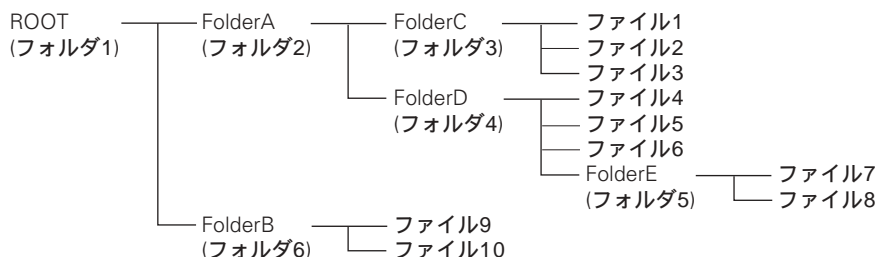 ROOT FolderA FolderC ファイル1
(フォルダ1) (フォルダ2) (フォルダ3) ファイル2
ファイル3
FolderD ファイル4
(フォルダ4) ファイル5
ファイル6
FolderE ファイル7
(フォルダ5) ファイル8
FolderB ファイル9
(フォルダ6) ファイル10